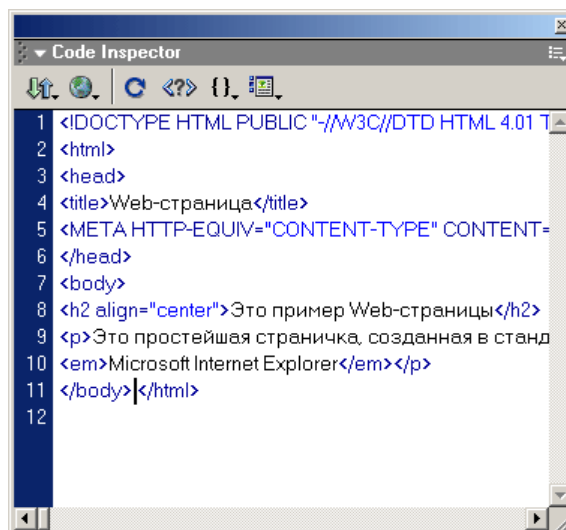 Code Inspector
1 <!DOCTYPE HTML PUBLIC "-//W3C//DTD HTML 4.01 T
2 <html>
3 <head>
4 <title>Web-страница</title>
5 <META HTTP-EQUIV="CONTENT-TYPE" CONTENT=
6 </head>
7 <body>
8 <h2 align="center">Это пример Web-страницы</h2>
9 <p>Это простейшая страничка, созданная в станд
10 <em>Microsoft Internet Explorer</em></p>
11 </body></html>
12